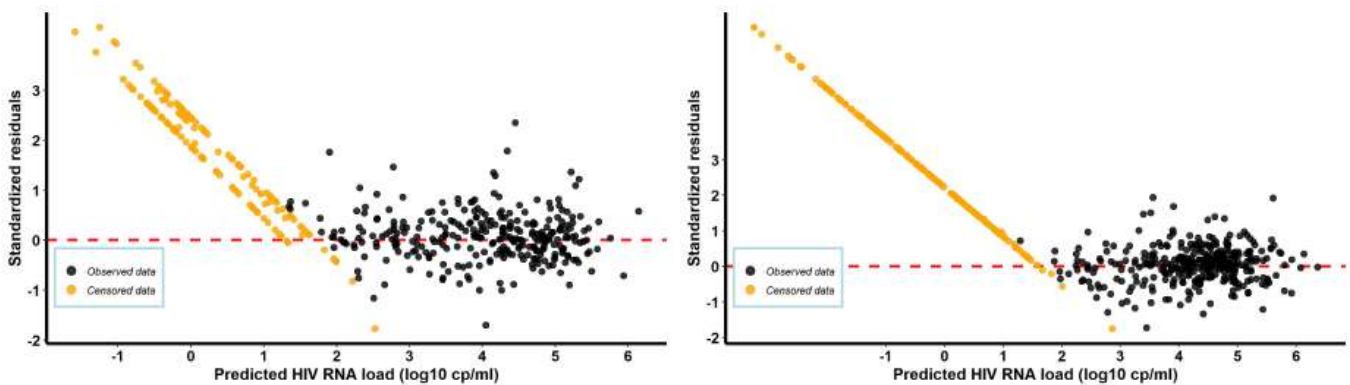 Standardized residuals
3
2
1
0
-1
-2
Observed data
Censored data
-1 0 1 2 3 4 5 6
Predicted HIV RNA load (log10 cp/ml)
Standardized residuals
3
2
1
0
-1
-2
Observed data
Censored data
-1 0 1 2 3 4 5 6
Predicted HIV RNA load (log10 cp/ml)